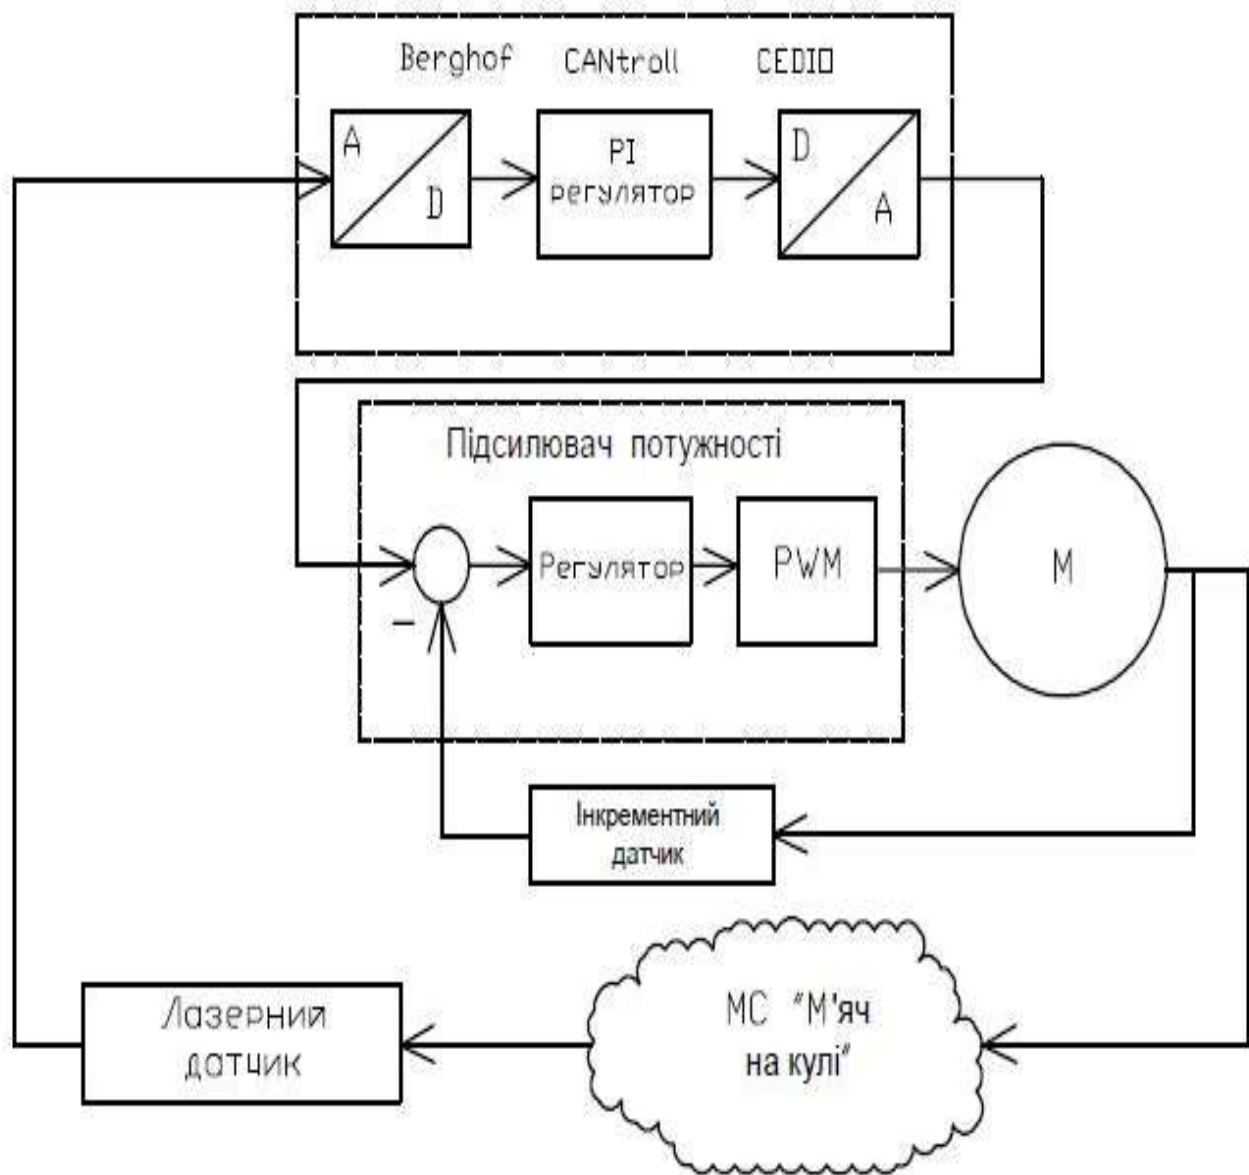 Berghof CANtroll CEDIO
A
D
PI
регулятор
D
A
Підсилювач потужності
–
Регулятор
PWM
M
Інкрементний
датчик
Лазерний
датчик
МС "М'яч
на кулі"